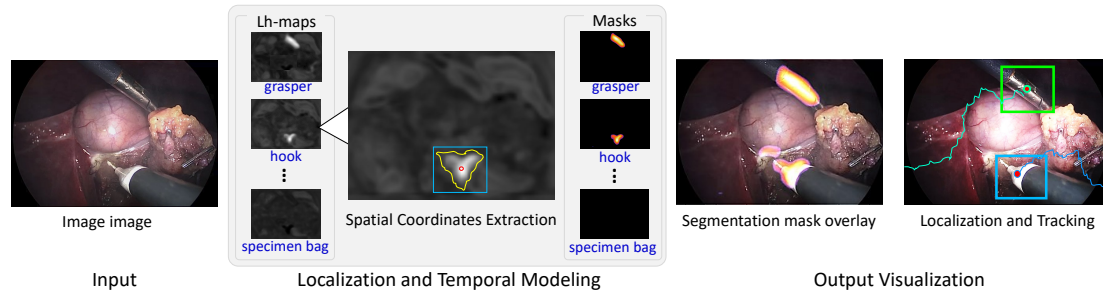 Lh-maps
grasper
hook
specimen bag
Spatial Coordinates Extraction
Masks
grasper
hook
specimen bag
Image image
Segmentation mask overlay
Localization and Tracking
Input
Localization and Temporal Modeling
Output Visualization